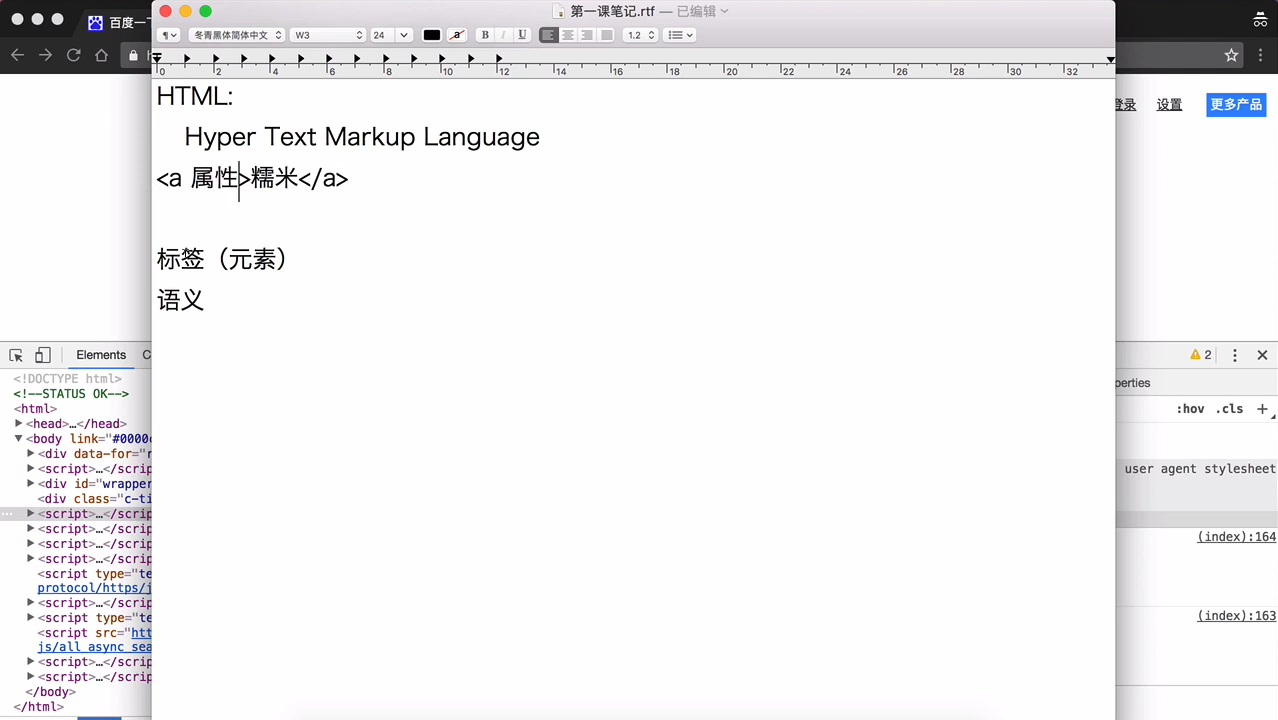 百度一下
第一课笔记.rtf — 已编辑
¶ 冬青黑体简体中文 W3 24 a B I U 1.2
0 2 4 6 8 10 12 14 16 18 20 22 24 26 28 30 32
HTML:
Hyper Text Markup Language
<a 属性>糯米</a>
标签（元素）
语义
登录 设置 更多产品
Elements C
2
<!DOCTYPE html>
<!--STATUS OK-->
<html>
<head>…</head>
<body link="#0000c
<div data-for="r
<script>…</scrip
<div id="wrapper
<div class="c-ti
<script>…</scrip
<script>…</scrip
<script>…</scrip
<script>…</scrip
<script type="te
protocol/https/j
<script>…</scrip
<script type="te
<script src="htt
js/all_async_sea
<script>…</scrip
<script>…</scrip
</body>
</html>
perties
:hov .cls +
user agent stylesheet
(index):164
(index):163